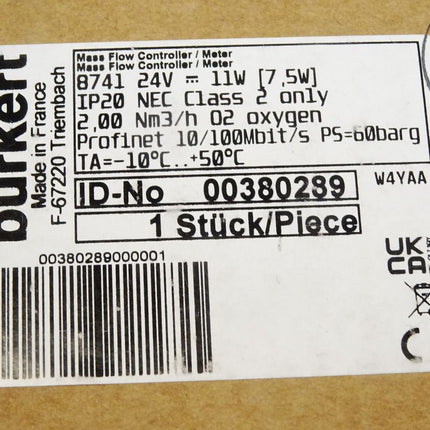 burkert
Made in France
F-67220 Triembach
Mass Flow Controller / Meter
Mass Flow Controller / Meter
8741 24V ⎓ 11W [7,5W]
IP20 NEC Class 2 only
2,00 Nm3/h O2 oxygen
Profinet 10/100Mbit/s PS=60barg
TA=-10°C..+50°C
ID-No 00380289
W4YAA
1 Stück/Piece
00380289000001
UK
CA